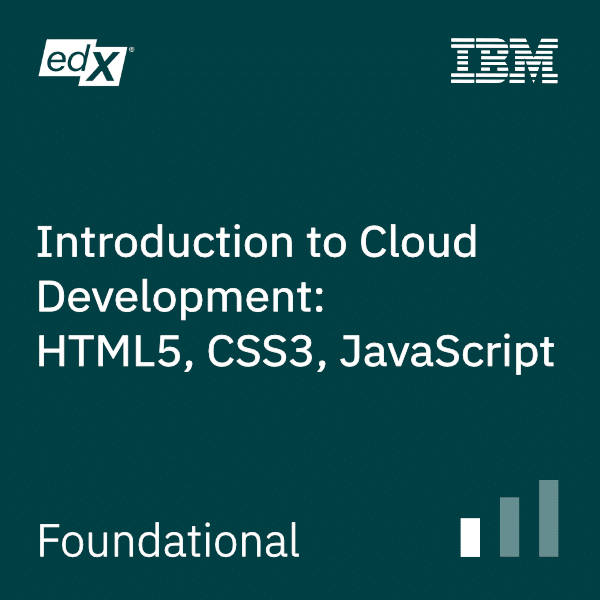 edX®
IBM
Introduction to Cloud
Development:
HTML5, CSS3, JavaScript
Foundational